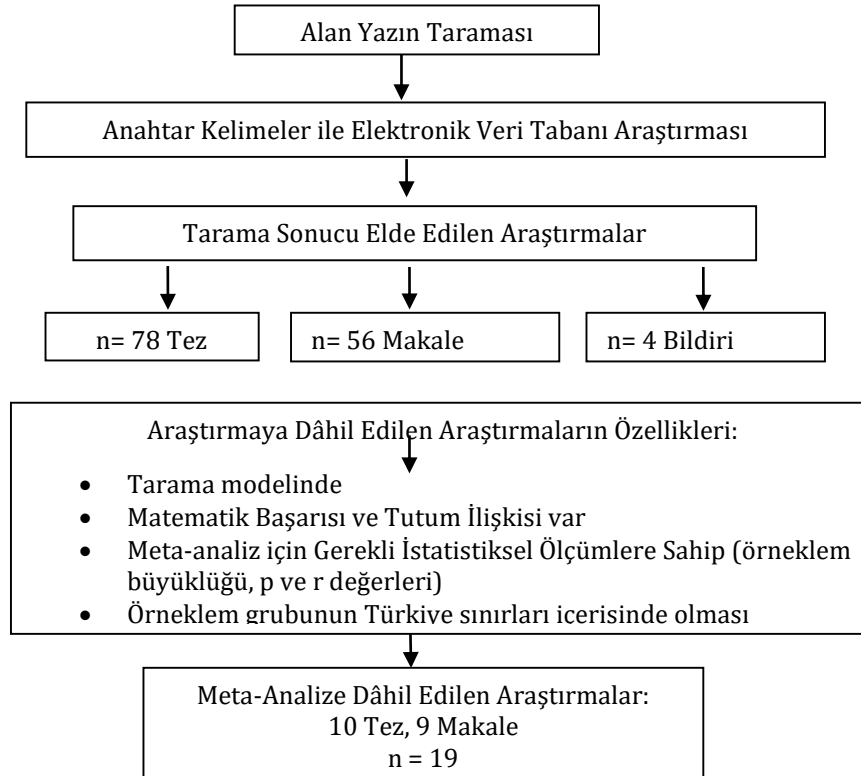 Alan Yazın Taraması
Anahtar Kelimeler ile Elektronik Veri Tabanı Araştırması
Tarama Sonucu Elde Edilen Araştırmalar
n= 78 Tez
n= 56 Makale
n= 4 Bildiri
Araştırmaya Dâhil Edilen Araştırmaların Özellikleri:
• Tarama modelinde
• Matematik Başarısı ve Tutum İlişkisi var
• Meta-analiz için Gerekli İstatistiksel Ölçümlere Sahip (örneklem
büyüklüğü, p ve r değerleri)
• Örneklem grubunun Türkiye sınırları içerisinde olması
Meta-Analize Dâhil Edilen Araştırmalar:
10 Tez, 9 Makale
n = 19